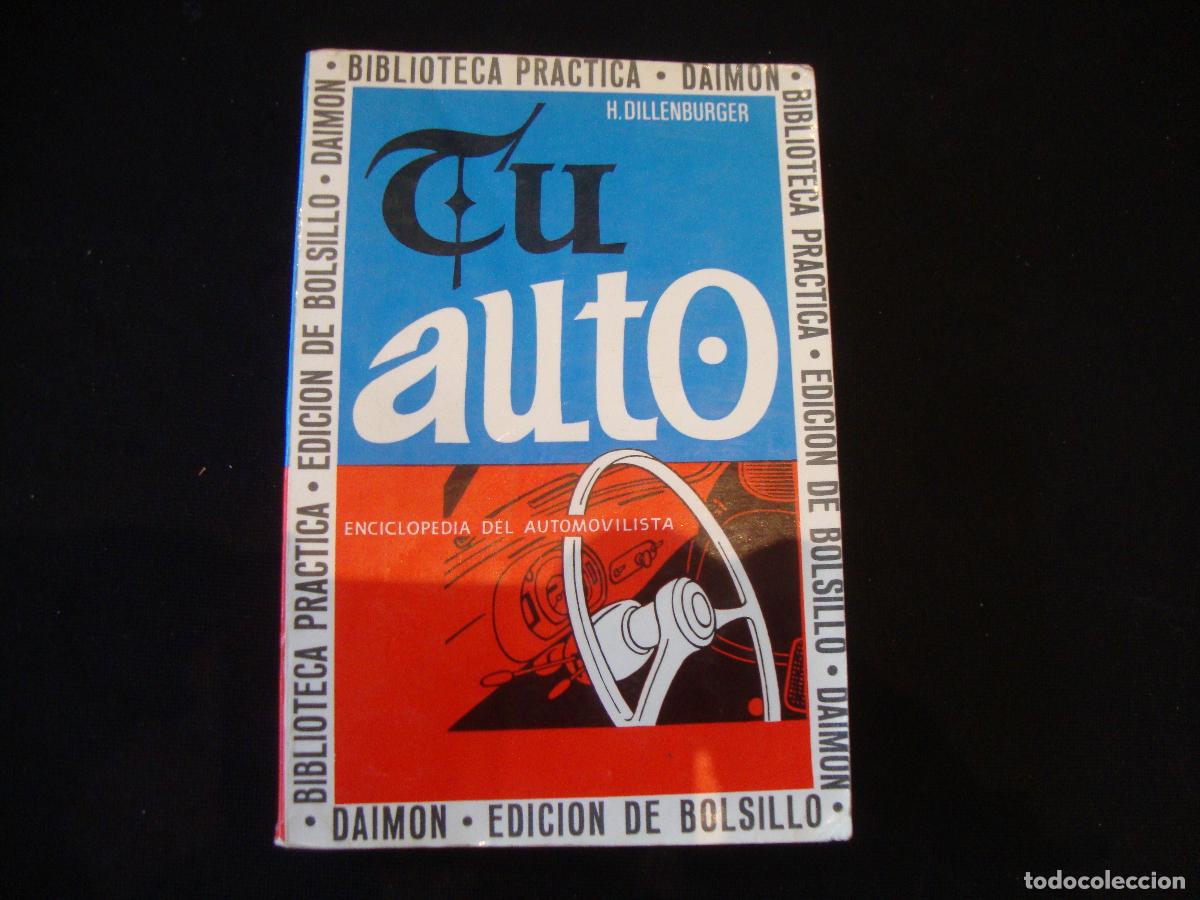 • BIBLIOTECA PRACTICA • DAIMON •
BIBLIOTECA PRACTICA • EDICION DE BOLSILLO • DAIMON
H. DILLENBURGER
Tu
auto
ENCICLOPEDIA DEL AUTOMOVILISTA
• BIBLIOTECA PRACTICA • EDICION DE BOLSILLO • DAIMON
• DAIMON • EDICION DE BOLSILLO •
todocoleccion